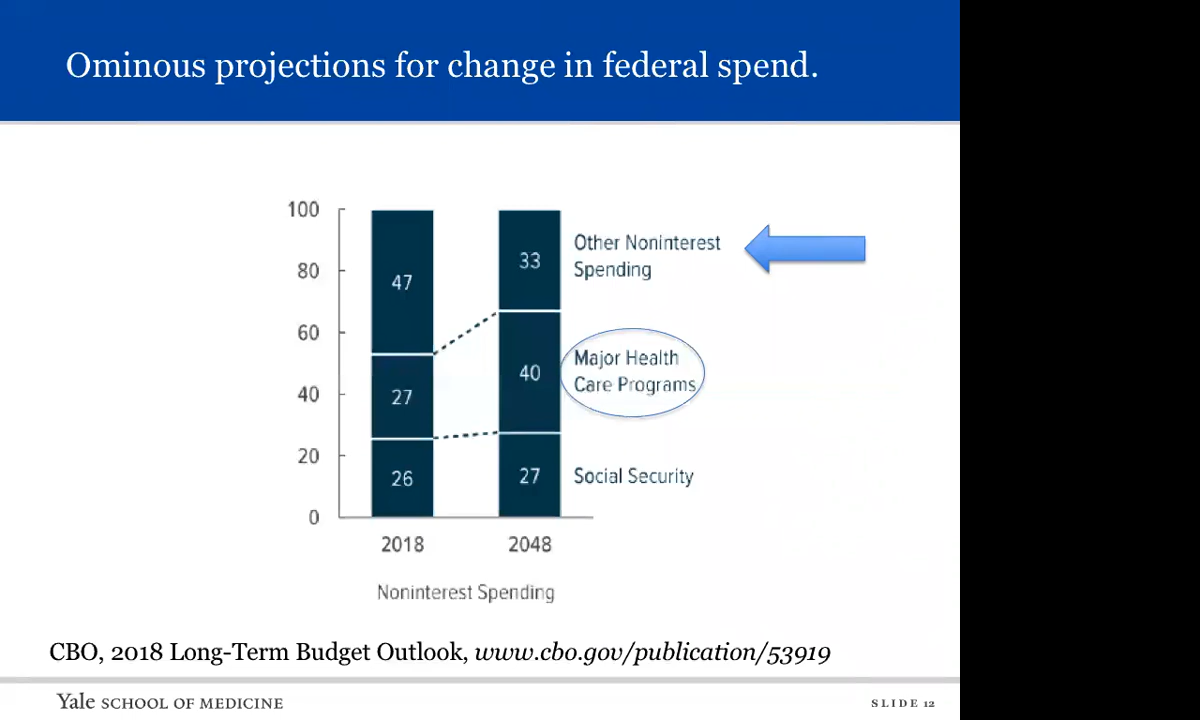 Ominous projections for change in federal spend.
100
80
60
40
20
0
47
27
26
33
40
27
Other Noninterest
Spending
Major Health
Care Programs
Social Security
2018
2048
Noninterest Spending
CBO, 2018 Long-Term Budget Outlook, www.cbo.gov/publication/53919
Yale SCHOOL OF MEDICINE
SLIDE 12